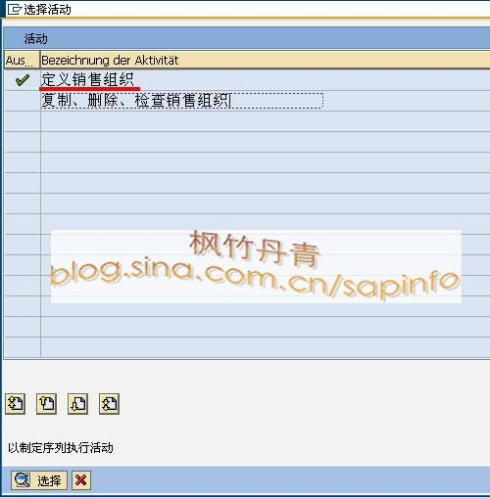 选择活动
活动
Aus... Bezeichnung der Aktivität
定义销售组织
复制、删除、检查销售组织
枫竹丹青
blog.sina.com.cn/sapinfo
以制定序列执行活动
选择